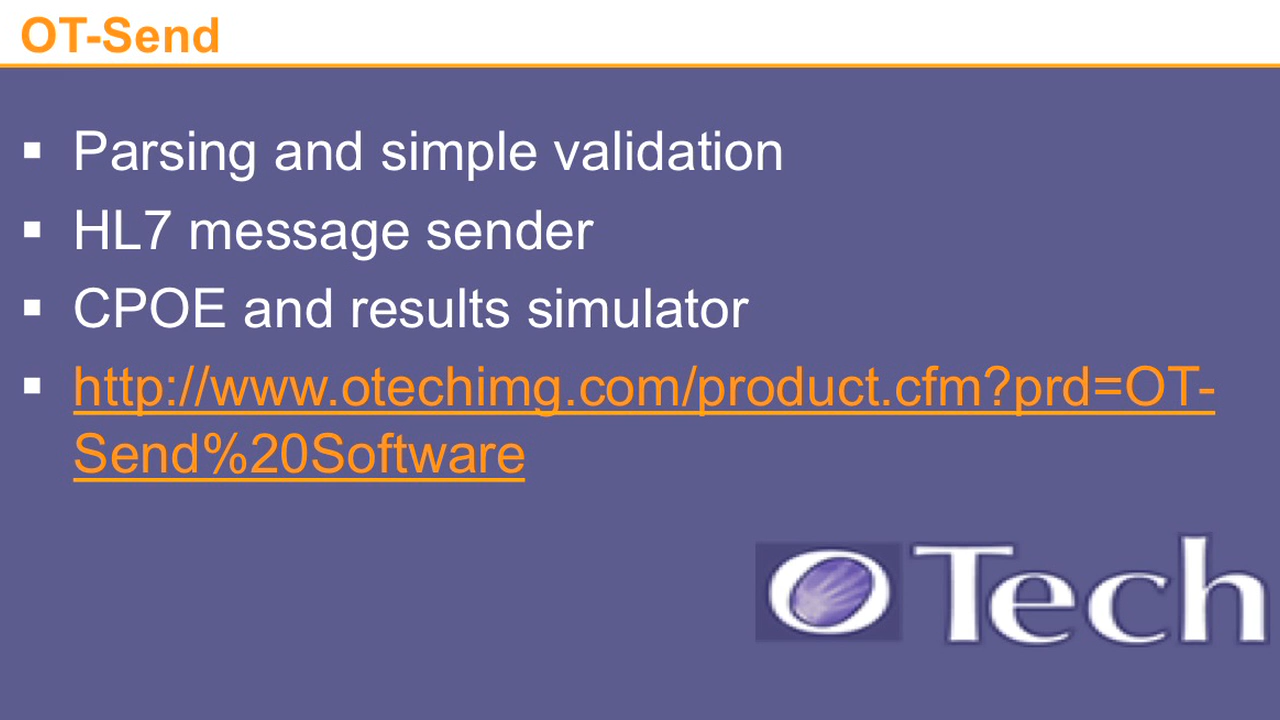 OT-Send
▪ Parsing and simple validation
▪ HL7 message sender
▪ CPOE and results simulator
▪ http://www.otechimg.com/product.cfm?prd=OT-
Send%20Software
OTech